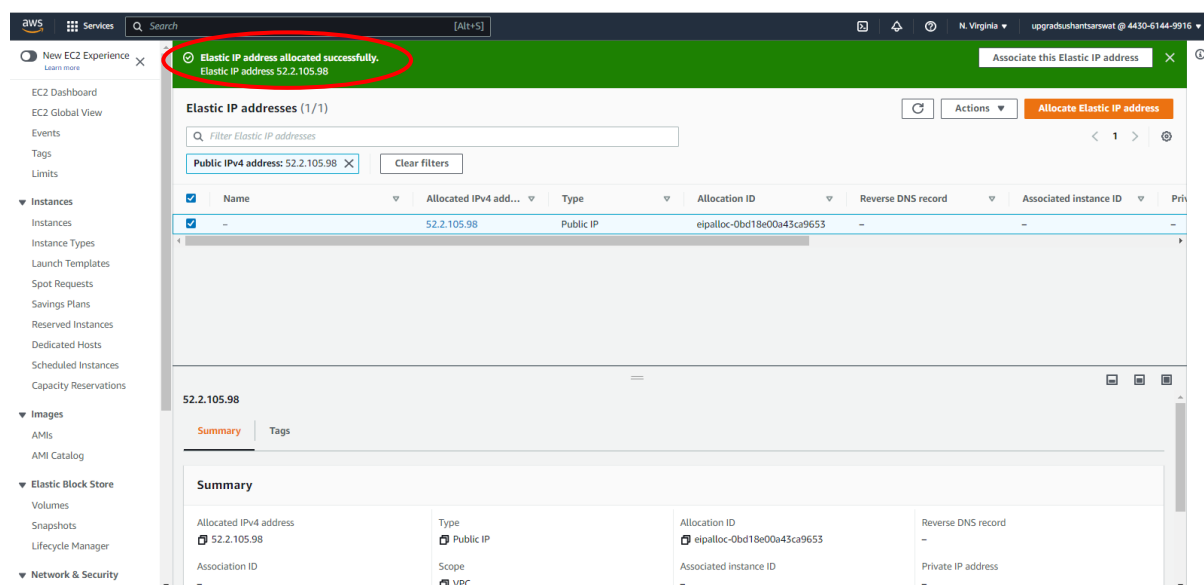 aws
Services
Search
[Alt+S]
N. Virginia
upgradsushantsarswat @ 4430-6144-9916
New EC2 Experience
Learn more
EC2 Dashboard
EC2 Global View
Events
Tags
Limits
Instances
Instances
Instance Types
Launch Templates
Spot Requests
Savings Plans
Reserved Instances
Dedicated Hosts
Scheduled Instances
Capacity Reservations
Images
AMIs
AMI Catalog
Elastic Block Store
Volumes
Snapshots
Lifecycle Manager
Network & Security
Elastic IP address allocated successfully.
Elastic IP address 52.2.105.98
Associate this Elastic IP address
Elastic IP addresses (1/1)
Actions
Allocate Elastic IP address
Filter Elastic IP addresses
1
Public IPv4 address: 52.2.105.98
Clear filters
Name Allocated IPv4 add... Type Allocation ID Reverse DNS record Associated instance ID Priv
– 52.2.105.98 Public IP eipalloc-0bd18e00a43ca9653 – – –
52.2.105.98
Summary Tags
Summary
Allocated IPv4 address Type Allocation ID Reverse DNS record
52.2.105.98 Public IP eipalloc-0bd18e00a43ca9653 –
Association ID Scope Associated instance ID Private IP address
– VPC – –